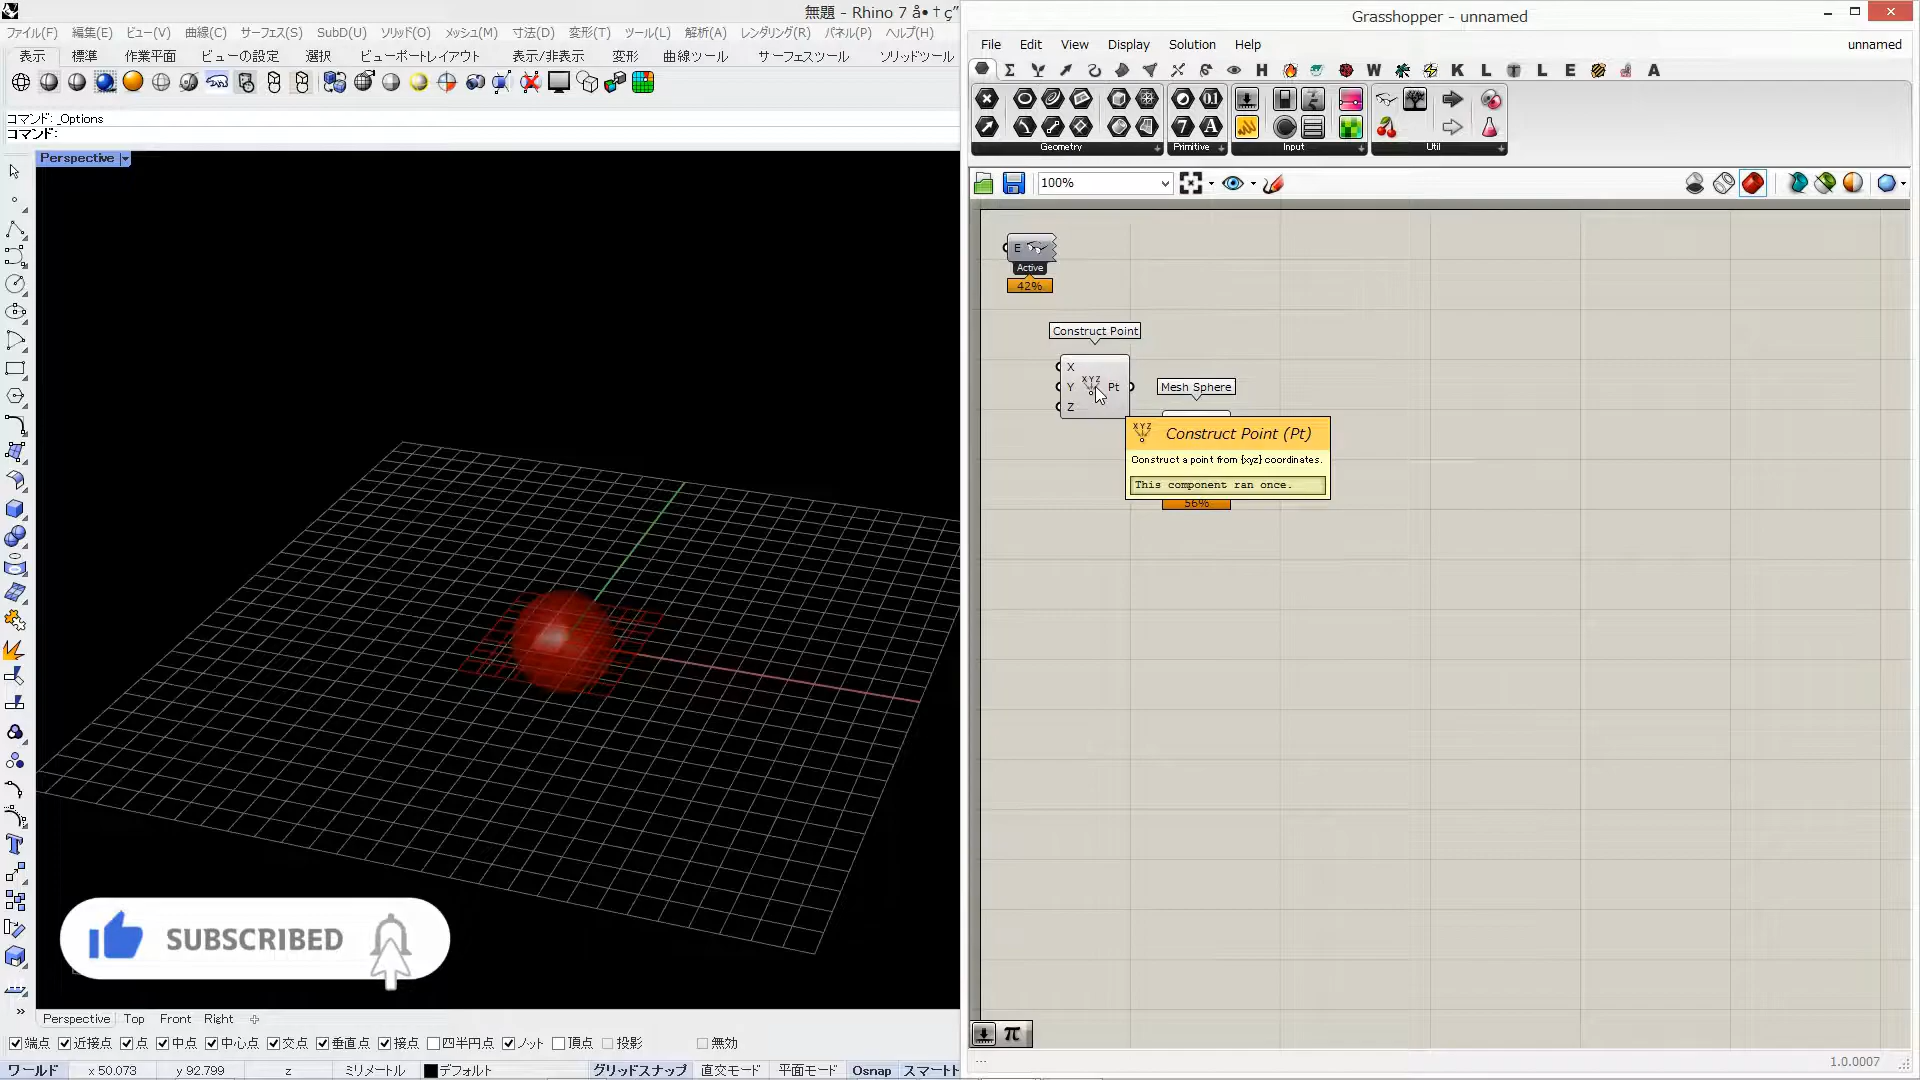 無題 - Rhino 7 å•†ç”
ファイル(F) 編集(E) ビュー(V) 曲線(C) サーフェス(S) SubD(U) ソリッド(O) メッシュ(M) 寸法(D) 変形(T) ツール(L) 解析(A) レンダリング(R) パネル(P) ヘルプ(H)
表示 標準 作業平面 ビューの設定 選択 ビューポートレイアウト 表示/非表示 変形 曲線ツール サーフェスツール ソリッドツール
コマンド: _Options
コマンド:
Perspective
SUBSCRIBED
Perspective Top Front Right
端点 近接点 点 中点 中心点 交点 垂直点 接点 四半円点 ノット 頂点 投影 無効
ワールド x 50.073 y 92.799 z ミリメートル デフォルト グリッドスナップ 直交モード 平面モード Osnap スマートト
Grasshopper - unnamed
File Edit View Display Solution Help unnamed
H W K L L E A
Geometry Primitive Input Util
100%
E
Active
42%
Construct Point
X
Y
Z
XYZ
Pt
Mesh Sphere
XYZ
Construct Point (Pt)
Construct a point from {xyz} coordinates.
This component ran once.
56%
...
1.0.0007